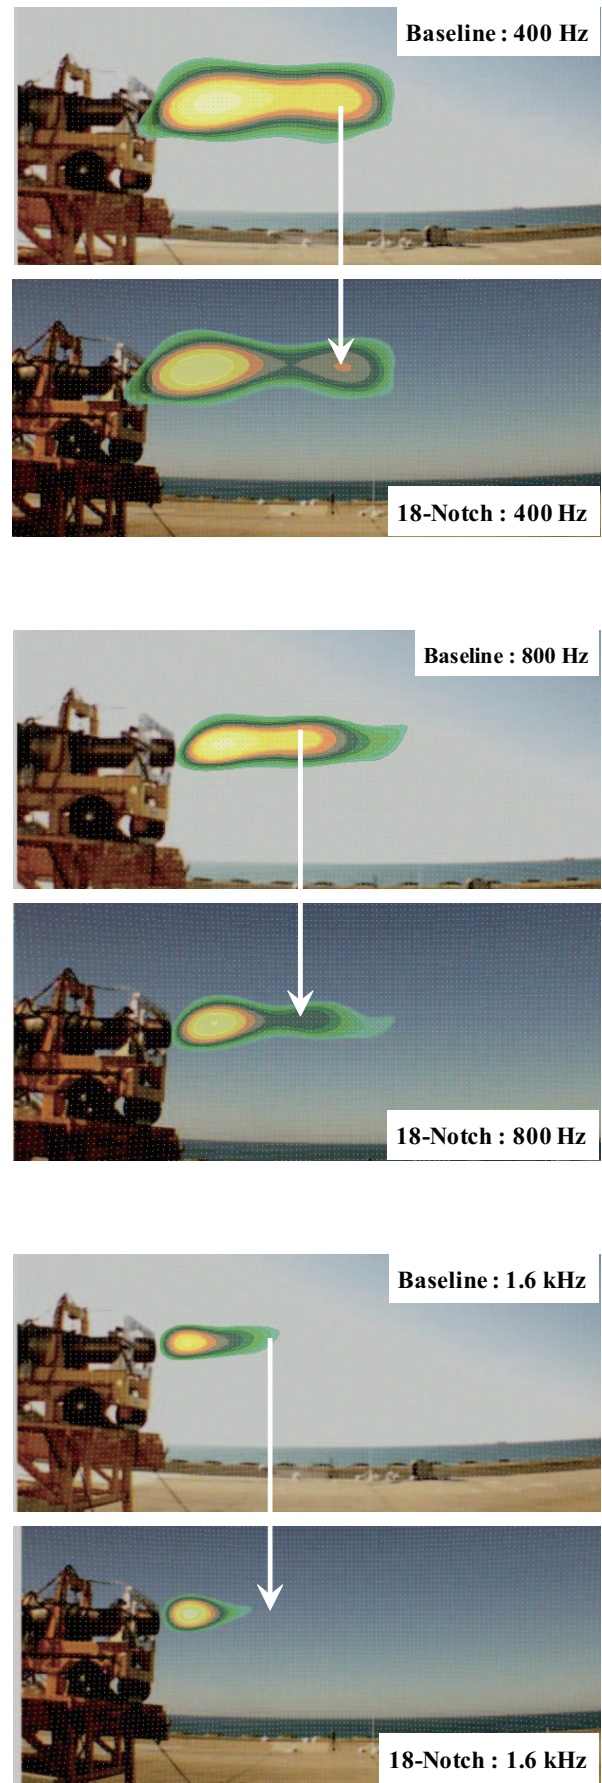 Baseline : 400 Hz
18-Notch : 400 Hz
Baseline : 800 Hz
18-Notch : 800 Hz
Baseline : 1.6 kHz
18-Notch : 1.6 kHz